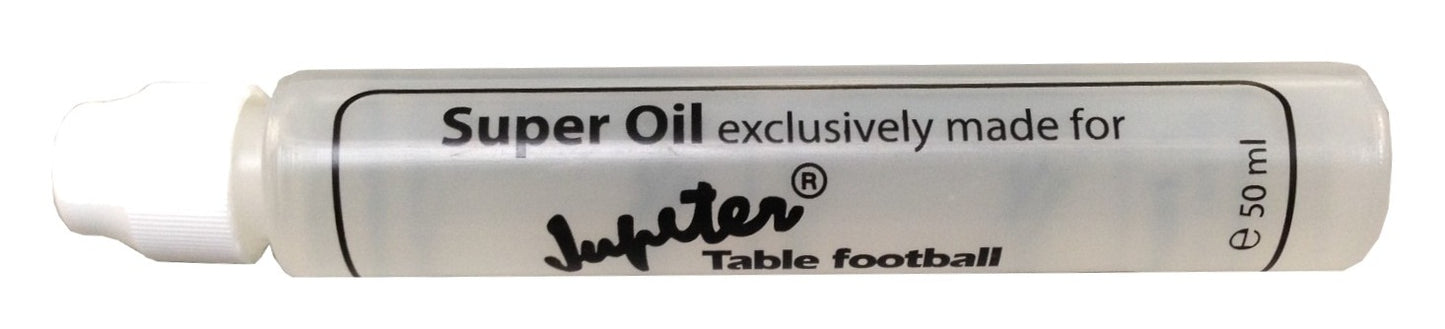 Super Oil exclusively made for
Jupiter®
Table football
℮ 50 ml